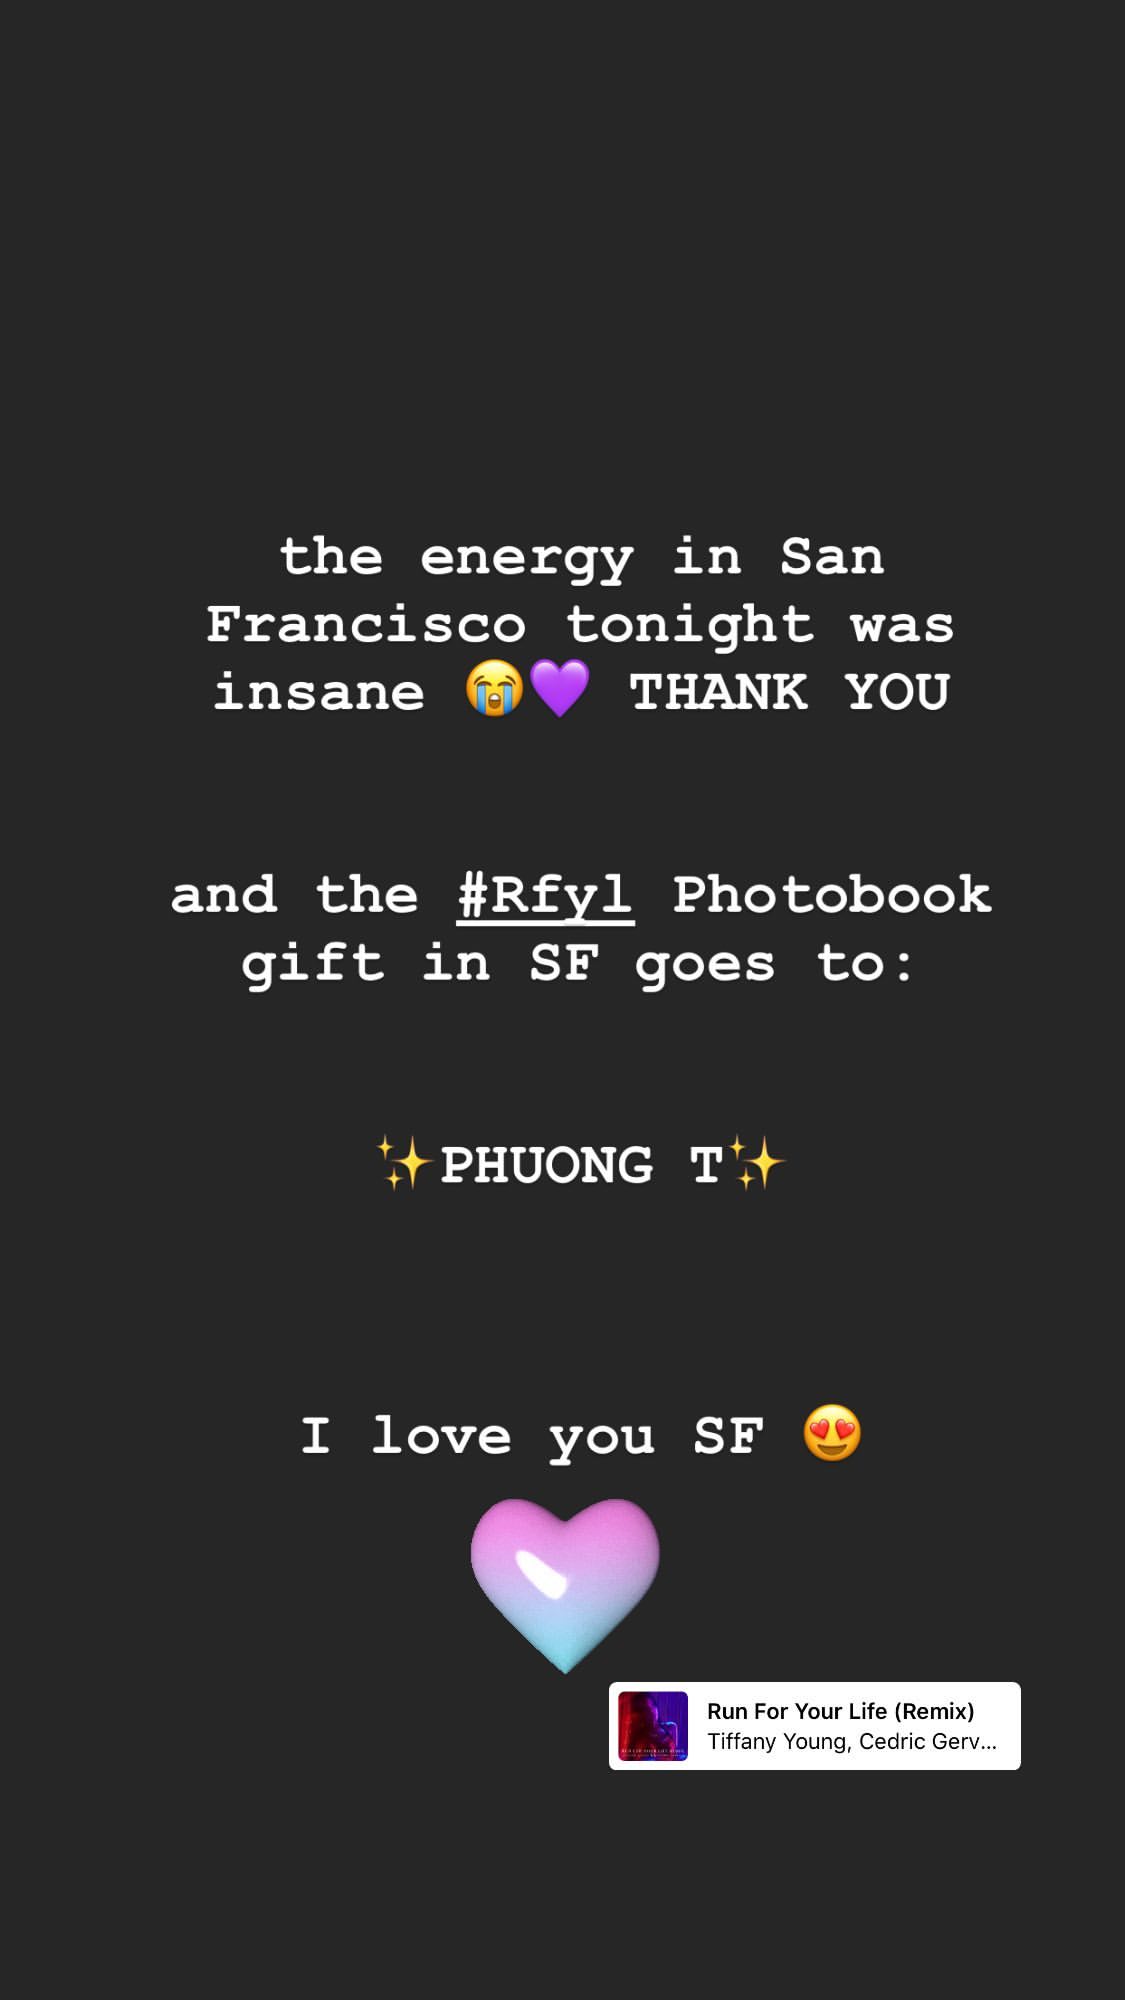 the energy in San
Francisco tonight was
insane 😭💜 THANK YOU
and the #Rfyl Photobook
gift in SF goes to:
✨PHUONG T✨
I love you SF 😍
Run For Your Life (Remix)
Tiffany Young, Cedric Gerv...